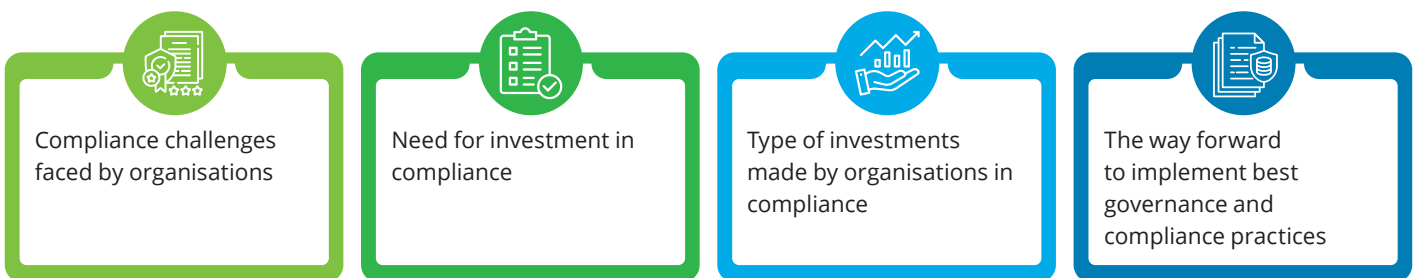 Compliance challenges
faced by organisations
Need for investment in
compliance
Type of investments
made by organisations in
compliance
The way forward
to implement best
governance and
compliance practices